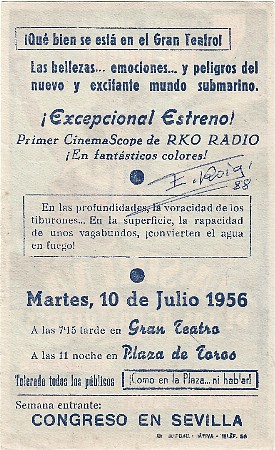 ¡Qué bien se está en el Gran Teatro!
Las bellezas... emociones... y peligros del
nuevo y excitante mundo submarino.
¡Excepcional Estreno!
Primer CinemaScope de RKO RADIO
¡En fantásticos colores!
88
En las profundidades, la voracidad de los
tiburones... En la superficie, la rapacidad
de unos vagabundos, ¡convierten el agua
en fuego!
Martes, 10 de Julio 1956
A las 7'15 tarde en Gran Teatro
A las 11 noche en Plaza de Toros
Tolerada todos los públicos ¡Como en la Plaza... ni hablar!
Semana entrante:
CONGRESO EN SEVILLA